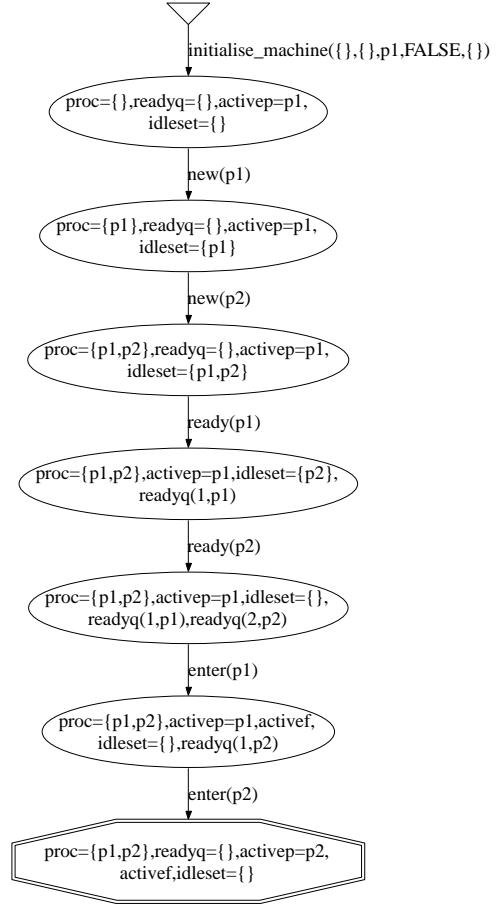 initialise_machine({},{},p1,FALSE,{})
proc={},readyq={},activep=p1,
idleset={}
new(p1)
proc={p1},readyq={},activep=p1,
idleset={p1}
new(p2)
proc={p1,p2},readyq={},activep=p1,
idleset={p1,p2}
ready(p1)
proc={p1,p2},activep=p1,idleset={p2},
readyq(1,p1)
ready(p2)
proc={p1,p2},activep=p1,idleset={},
readyq(1,p1),readyq(2,p2)
enter(p1)
proc={p1,p2},activep=p1,activef,
idleset={},readyq(1,p2)
enter(p2)
proc={p1,p2},readyq={},activep=p2,
activef,idleset={}